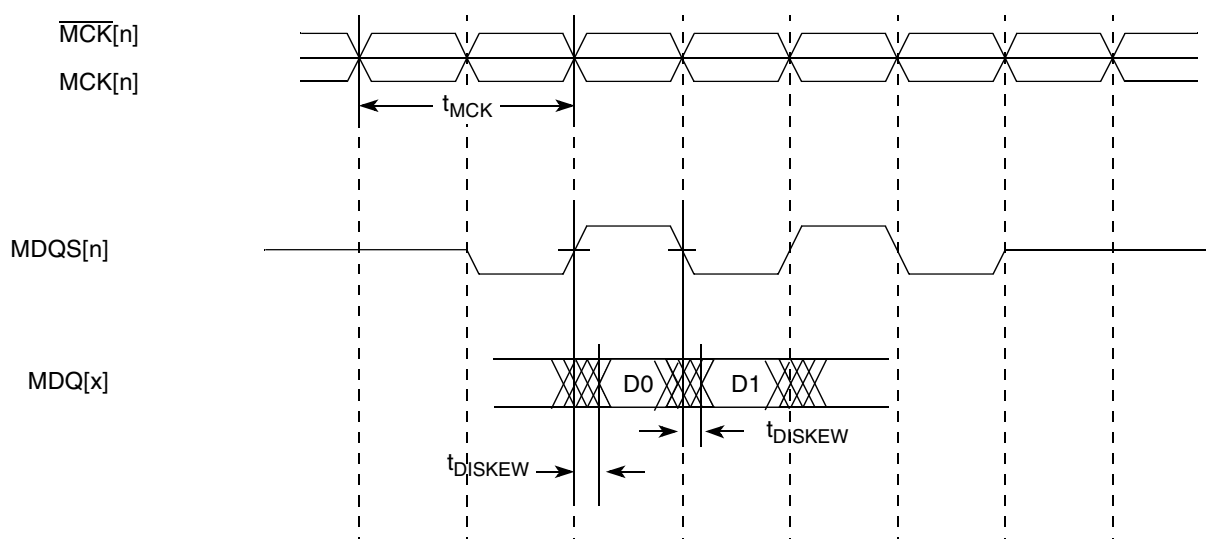 MCK[n]
MCK[n]
tMCK
MDQS[n]
MDQ[x]
D0 D1
tDISKEW
tDISKEW